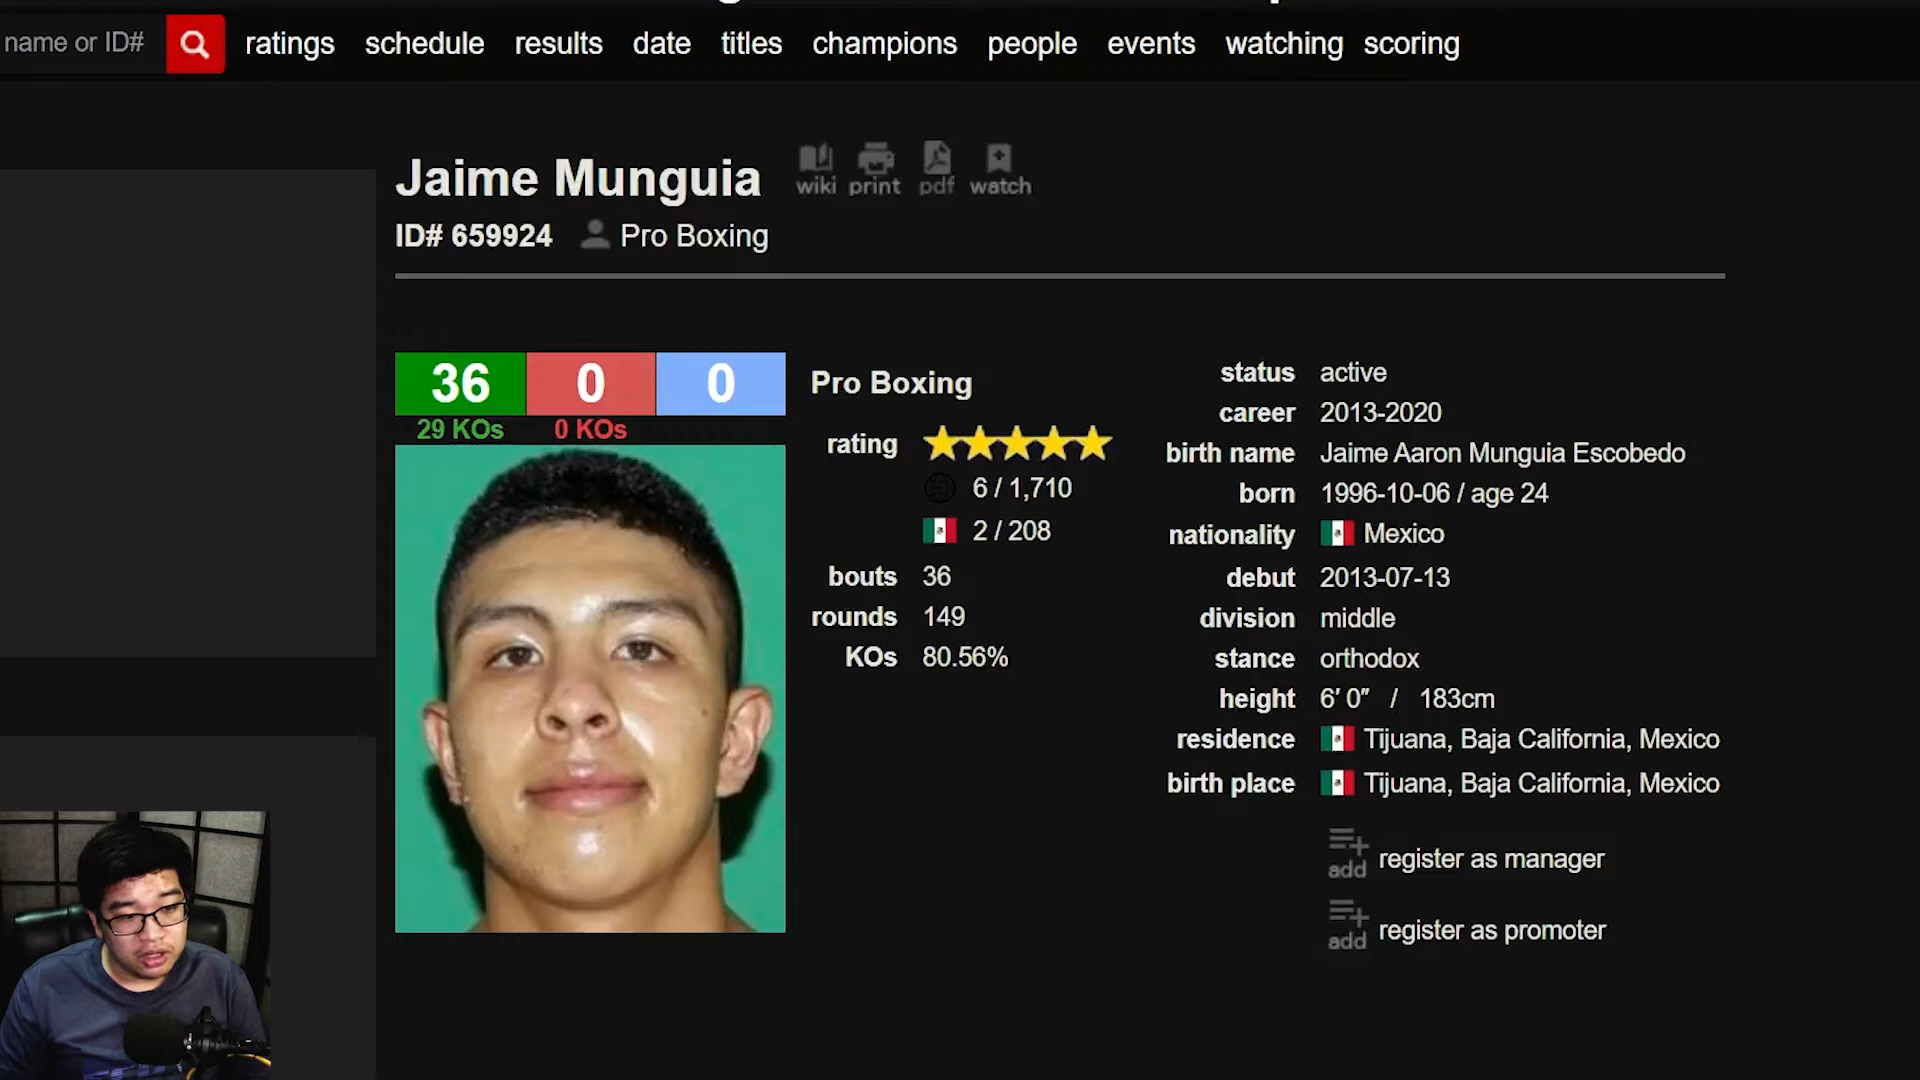 name or ID# ratings schedule results date titles champions people events watching scoring
Jaime Munguia wiki print pdf watch
ID# 659924 Pro Boxing
36 0 0
29 KOs 0 KOs
Pro Boxing
rating
6 / 1,710
2 / 208
bouts 36
rounds 149
KOs 80.56%
status active
career 2013-2020
birth name Jaime Aaron Munguia Escobedo
born 1996-10-06 / age 24
nationality Mexico
debut 2013-07-13
division middle
stance orthodox
height 6′ 0″ / 183cm
residence Tijuana, Baja California, Mexico
birth place Tijuana, Baja California, Mexico
add register as manager
add register as promoter